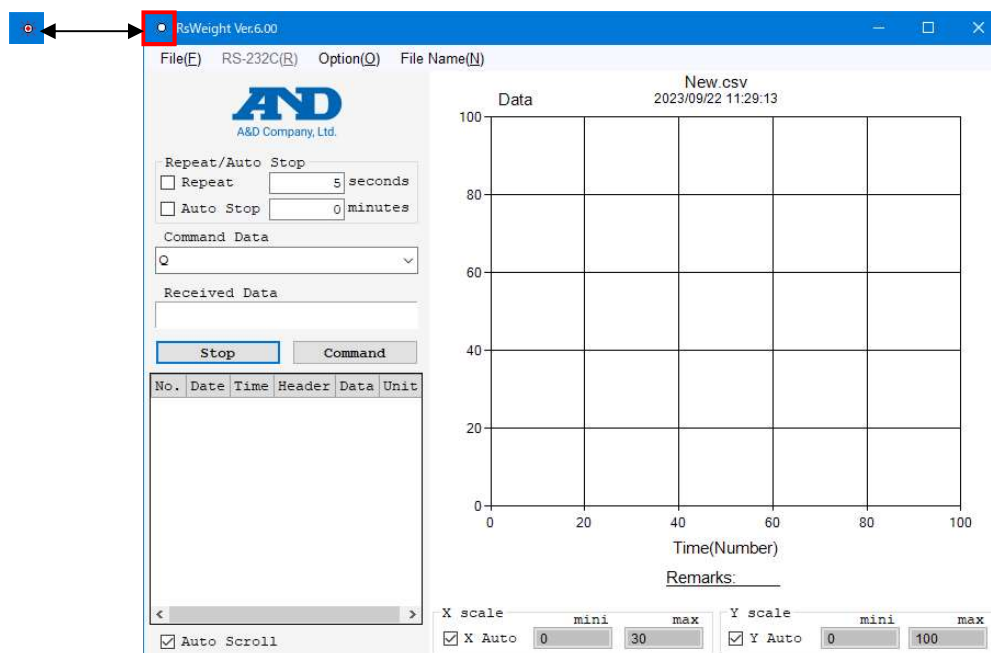 RsWeight Ver.6.00
File(F) RS-232C(R) Option(O) File Name(N)
AND
A&D Company, Ltd.
Repeat/Auto Stop
Repeat 5 seconds
Auto Stop 0 minutes
Command Data
Q
Received Data
Stop Command
No. Date Time Header Data Unit
Auto Scroll
New.csv
Data 2023/09/22 11:29:13
100
80
60
40
20
0
0 20 40 60 80 100
Time(Number)
Remarks:
X scale mini max
X Auto 0 30
Y scale mini max
Y Auto 0 100